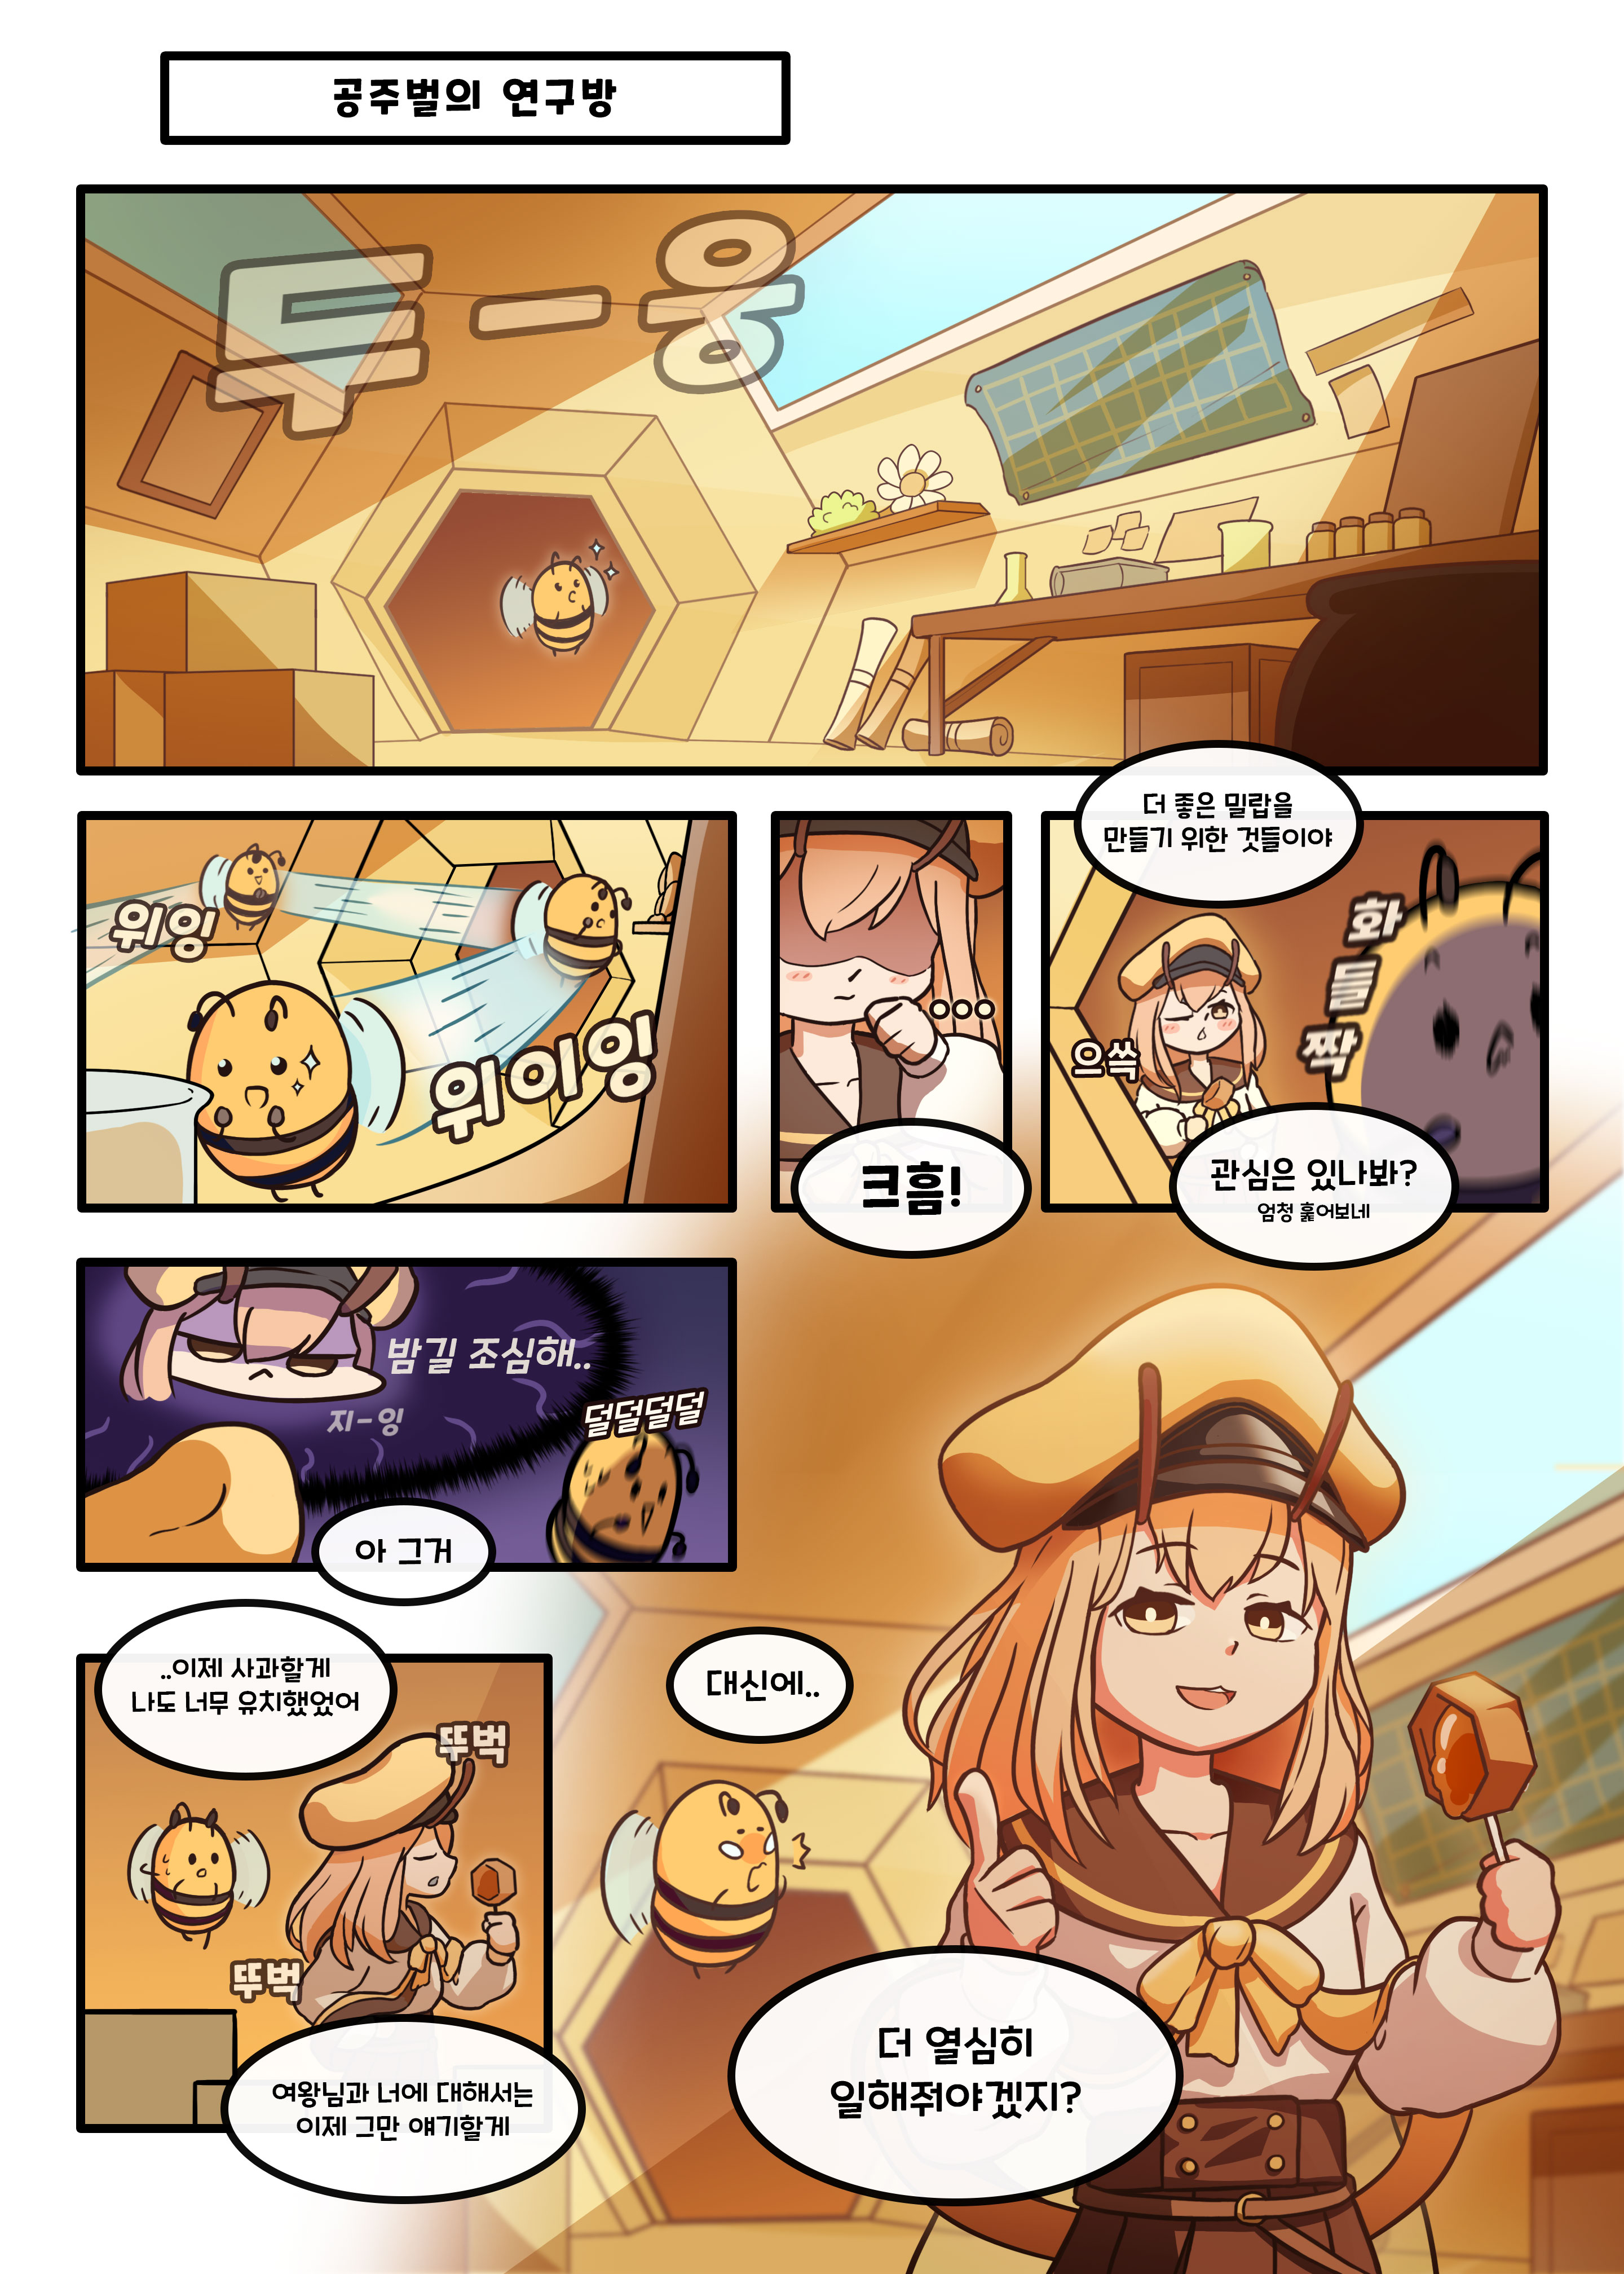 공주벌의 연구방
두-웅
위잉
위이잉
...
크흠!
더 좋은 밀랍을
만들기 위한 것들이야
으쓱
화
들
짝
관심은 있나봐?
엄청 훑어보네
밤길 조심해..
지-잉
덜덜덜덜
아 그거
..이제 사과할게
나도 너무 유치했었어
뚜벅
뚜벅
여왕님과 너에 대해서는
이제 그만 얘기할게
대신에..
더 열심히
일해줘야겠지?